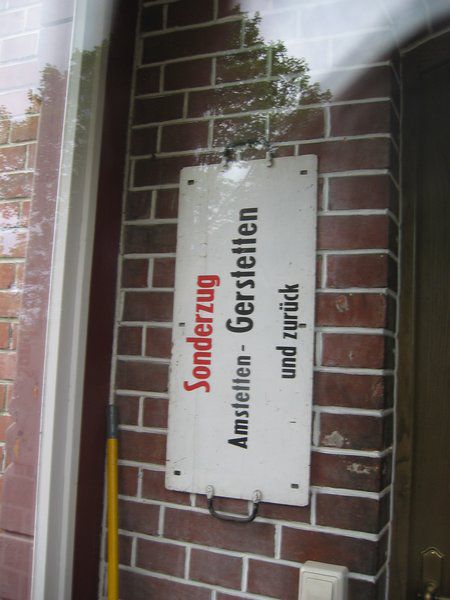 Sonderzug
Amstetten - Gerstetten
und zurück